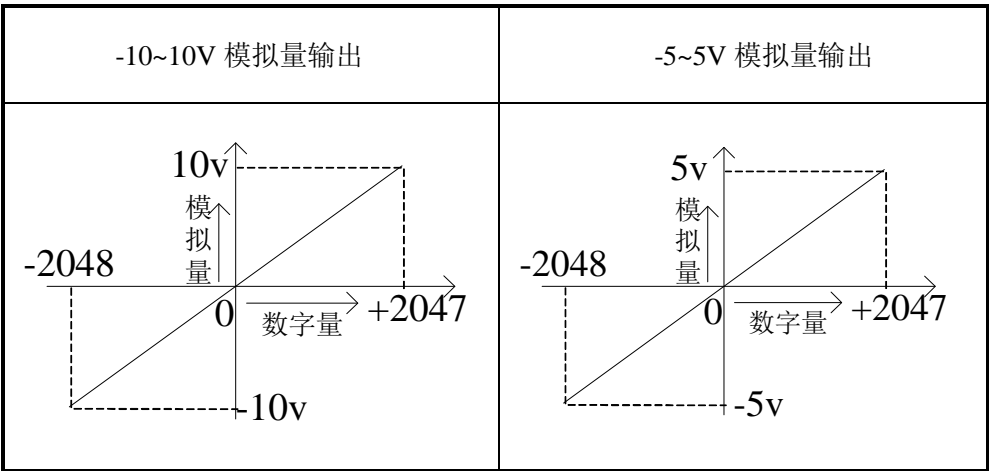 -10~10V 模拟量输出
-5~5V 模拟量输出
10v
模拟量
-2048
0
数字量
+2047
-10v
5v
模拟量
-2048
0
数字量
+2047
-5v